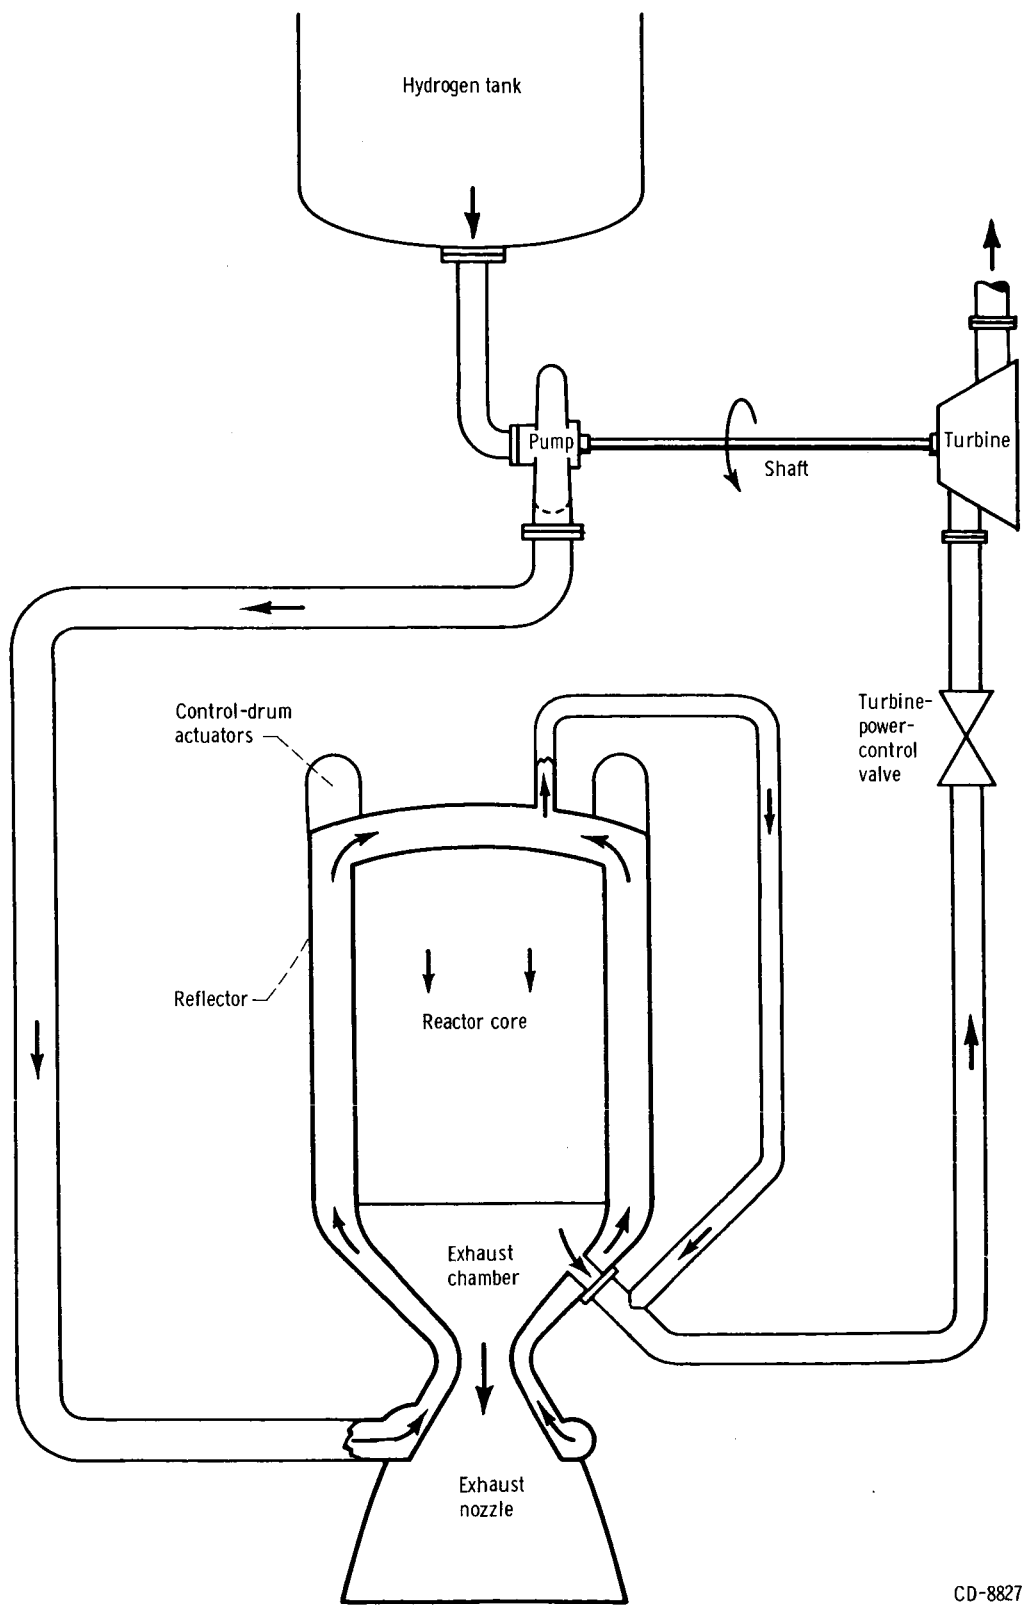 Hydrogen tank
Pump
Shaft
Turbine
Control-drum
actuators
Turbine-
power-
control
valve
Reflector
Reactor core
Exhaust
chamber
Exhaust
nozzle
CD-8827